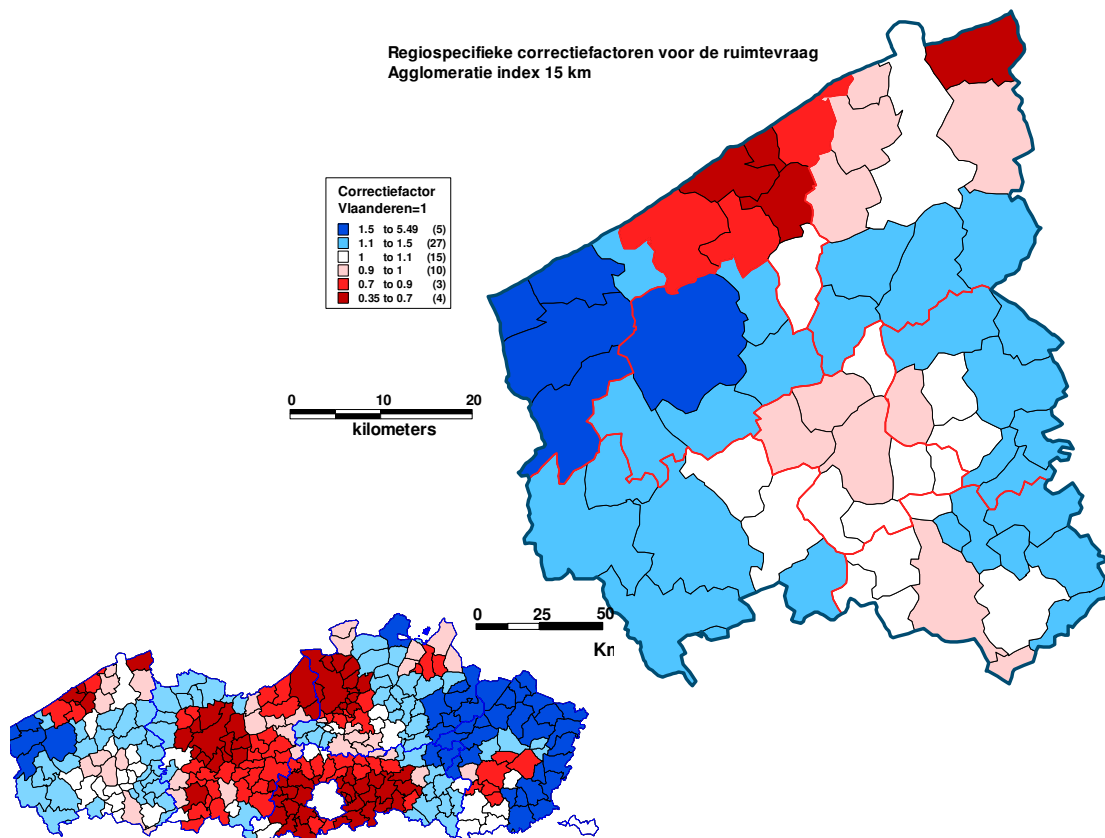 Regiospecifieke correctiefactoren voor de ruimtevraag
Agglomeratie index 15 km
Correctiefactor
Vlaanderen=1
1.5 to 5.49 (5)
1.1 to 1.5 (27)
1 to 1.1 (15)
0.9 to 1 (10)
0.7 to 0.9 (3)
0.35 to 0.7 (4)
0 10 20
kilometers
0 25 50
Kn